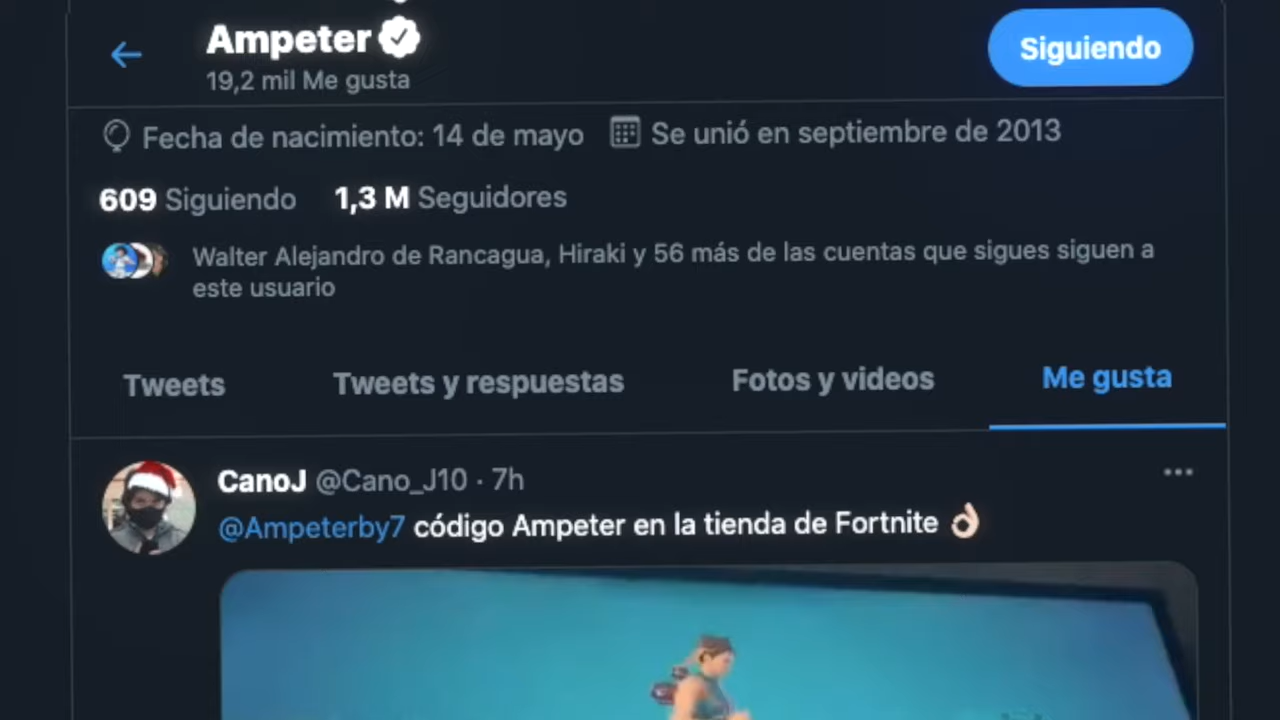 Ampeter
19,2 mil Me gusta
Siguiendo
Fecha de nacimiento: 14 de mayo Se unió en septiembre de 2013
609 Siguiendo 1,3 M Seguidores
Walter Alejandro de Rancagua, Hiraki y 56 más de las cuentas que sigues siguen a
este usuario
Tweets Tweets y respuestas Fotos y videos Me gusta
CanoJ @Cano_J10 · 7h
@Ampeterby7 código Ampeter en la tienda de Fortnite 👌🏻